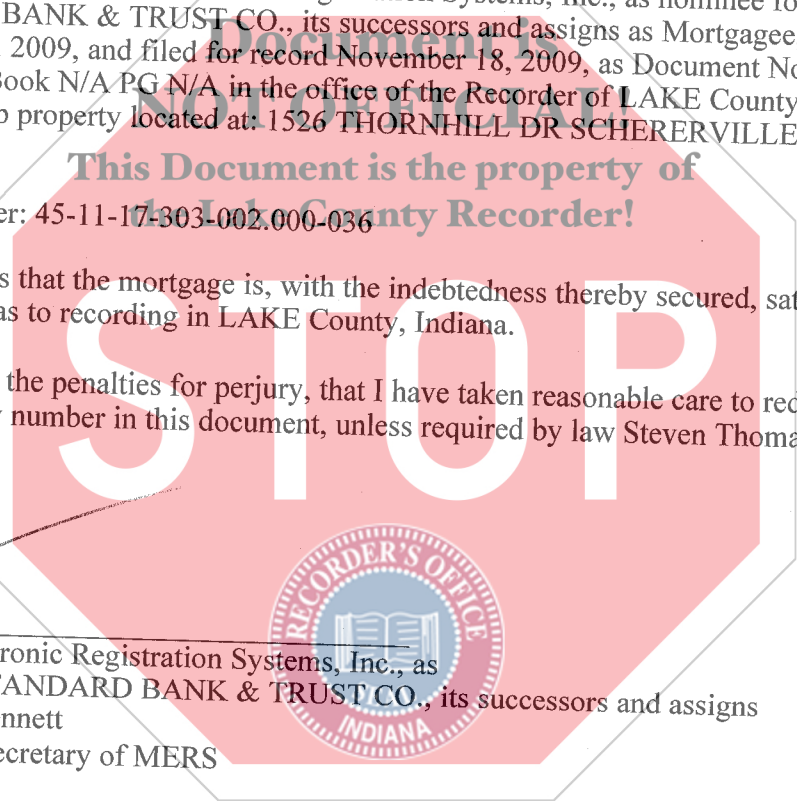 ation Systems, Inc., as nominee fo
BANK & TRUST CO., its successors and assigns as Mortgagee
2009, and filed for record November 18, 2009, as Document No
Book N/A PG N/A in the office of the Recorder of LAKE County
p property located at: 1526 THORNHILL DR SCHERERVILLE
Document is
NOT OFFICIAL!
This Document is the property of
the Lake County Recorder!
er: 45-11-17-303-002.000-036
s that the mortgage is, with the indebtedness thereby secured, sat
as to recording in LAKE County, Indiana.
the penalties for perjury, that I have taken reasonable care to red
number in this document, unless required by law Steven Thoma
STOP
RECORDER'S OFFICE
INDIANA
ronic Registration Systems, Inc., as
TANDARD BANK & TRUST CO., its successors and assigns
nnett
ecretary of MERS